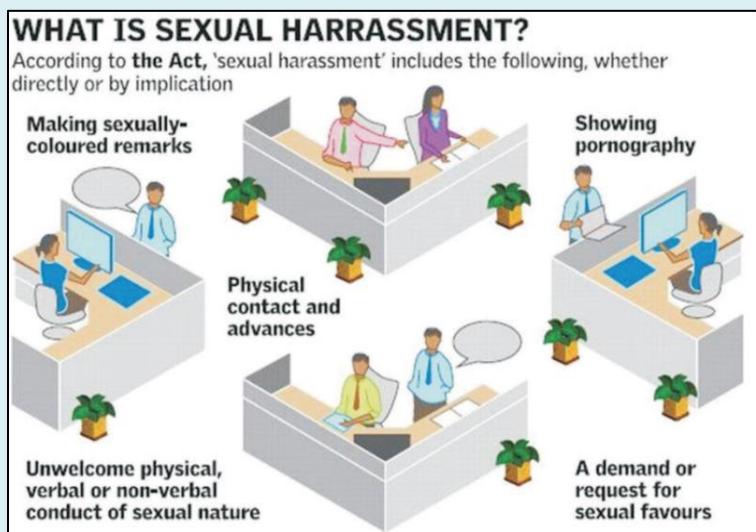 WHAT IS SEXUAL HARRASSMENT?
According to the Act, ‘sexual harassment’ includes the following, whether
directly or by implication
Making sexually-
coloured remarks
Showing
pornography
Physical
contact and
advances
Unwelcome physical,
verbal or non-verbal
conduct of sexual nature
A demand or
request for
sexual favours